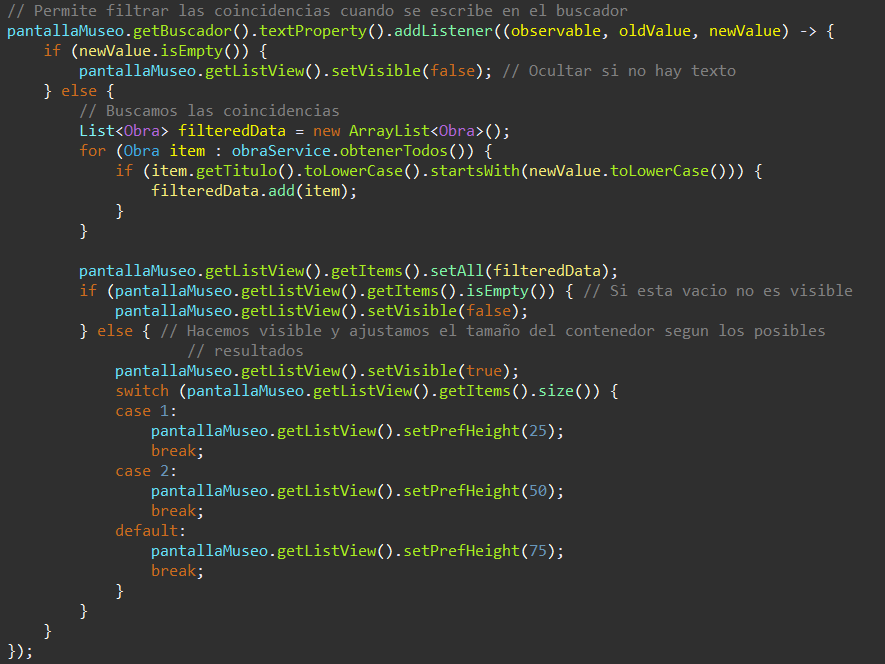 // Permite filtrar las coincidencias cuando se escribe en el buscador
pantallaMuseo.getBuscador().textProperty().addListener((observable, oldValue, newValue) -> {
    if (newValue.isEmpty()) {
        pantallaMuseo.getListView().setVisible(false); // Ocultar si no hay texto
    } else {
        // Buscamos las coincidencias
        List<Obra> filteredData = new ArrayList<Obra>();
        for (Obra item : obraService.obtenerTodos()) {
            if (item.getTitulo().toLowerCase().startsWith(newValue.toLowerCase())) {
                filteredData.add(item);
            }
        }

        pantallaMuseo.getListView().getItems().setAll(filteredData);
        if (pantallaMuseo.getListView().getItems().isEmpty()) { // Si esta vacio no es visible
            pantallaMuseo.getListView().setVisible(false);
        } else { // Hacemos visible y ajustamos el tamaño del contenedor segun los posibles
                    // resultados
            pantallaMuseo.getListView().setVisible(true);
            switch (pantallaMuseo.getListView().getItems().size()) {
            case 1:
                pantallaMuseo.getListView().setPrefHeight(25);
                break;
            case 2:
                pantallaMuseo.getListView().setPrefHeight(50);
                break;
            default:
                pantallaMuseo.getListView().setPrefHeight(75);
                break;
            }
        }
    }
});